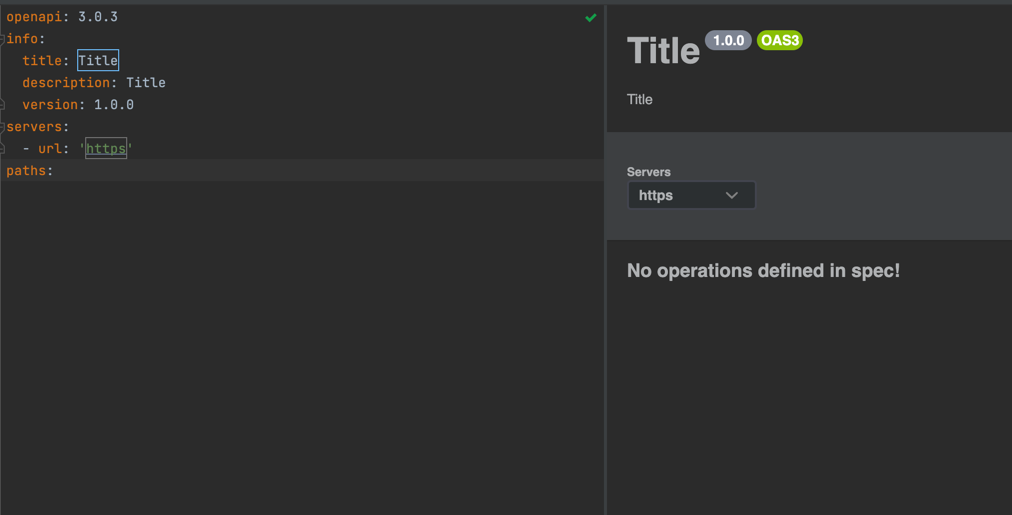 openapi: 3.0.3
info:
  title: Title
  description: Title
  version: 1.0.0
servers:
  - url: 'https'
paths:
Title 1.0.0 OAS3
Title
Servers
https
No operations defined in spec!